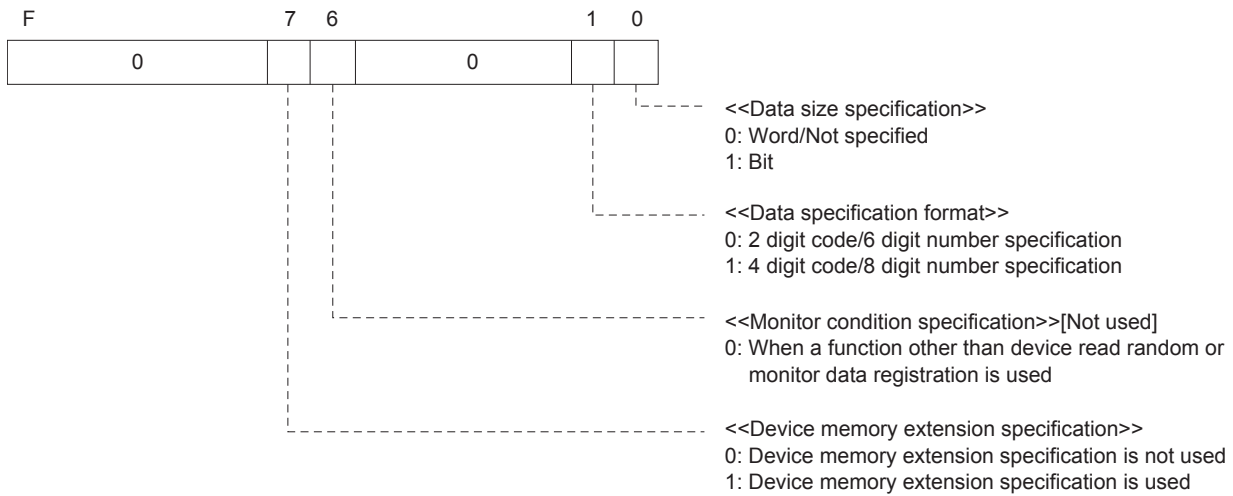 F 7 6 1 0
0 0
<<Data size specification>>
0: Word/Not specified
1: Bit
<<Data specification format>>
0: 2 digit code/6 digit number specification
1: 4 digit code/8 digit number specification
<<Monitor condition specification>>[Not used]
0: When a function other than device read random or
monitor data registration is used
<<Device memory extension specification>>
0: Device memory extension specification is not used
1: Device memory extension specification is used